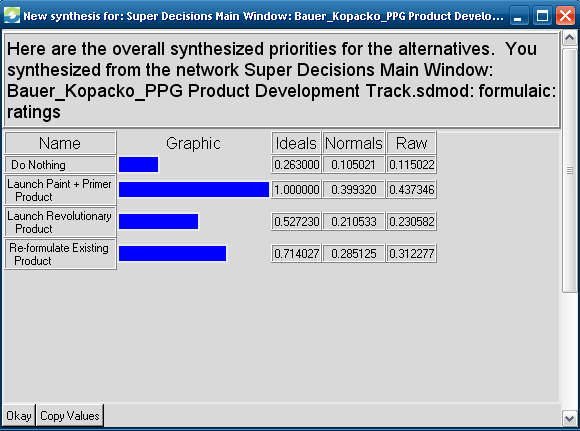 New synthesis for: Super Decisions Main Window: Bauer_Kopacko_PPG Product Develo...
Here are the overall synthesized priorities for the alternatives. You
synthesized from the network Super Decisions Main Window:
Bauer_Kopacko_PPG Product Development Track.sdmod: formulaic:
ratings
Name Graphic Ideals Normals Raw
Do Nothing 0.263000 0.105021 0.115022
Launch Paint + Primer
Product 1.000000 0.399320 0.437346
Launch Revolutionary
Product 0.527230 0.210533 0.230582
Re-formulate Existing
Product 0.714027 0.285125 0.312277
Okay Copy Values